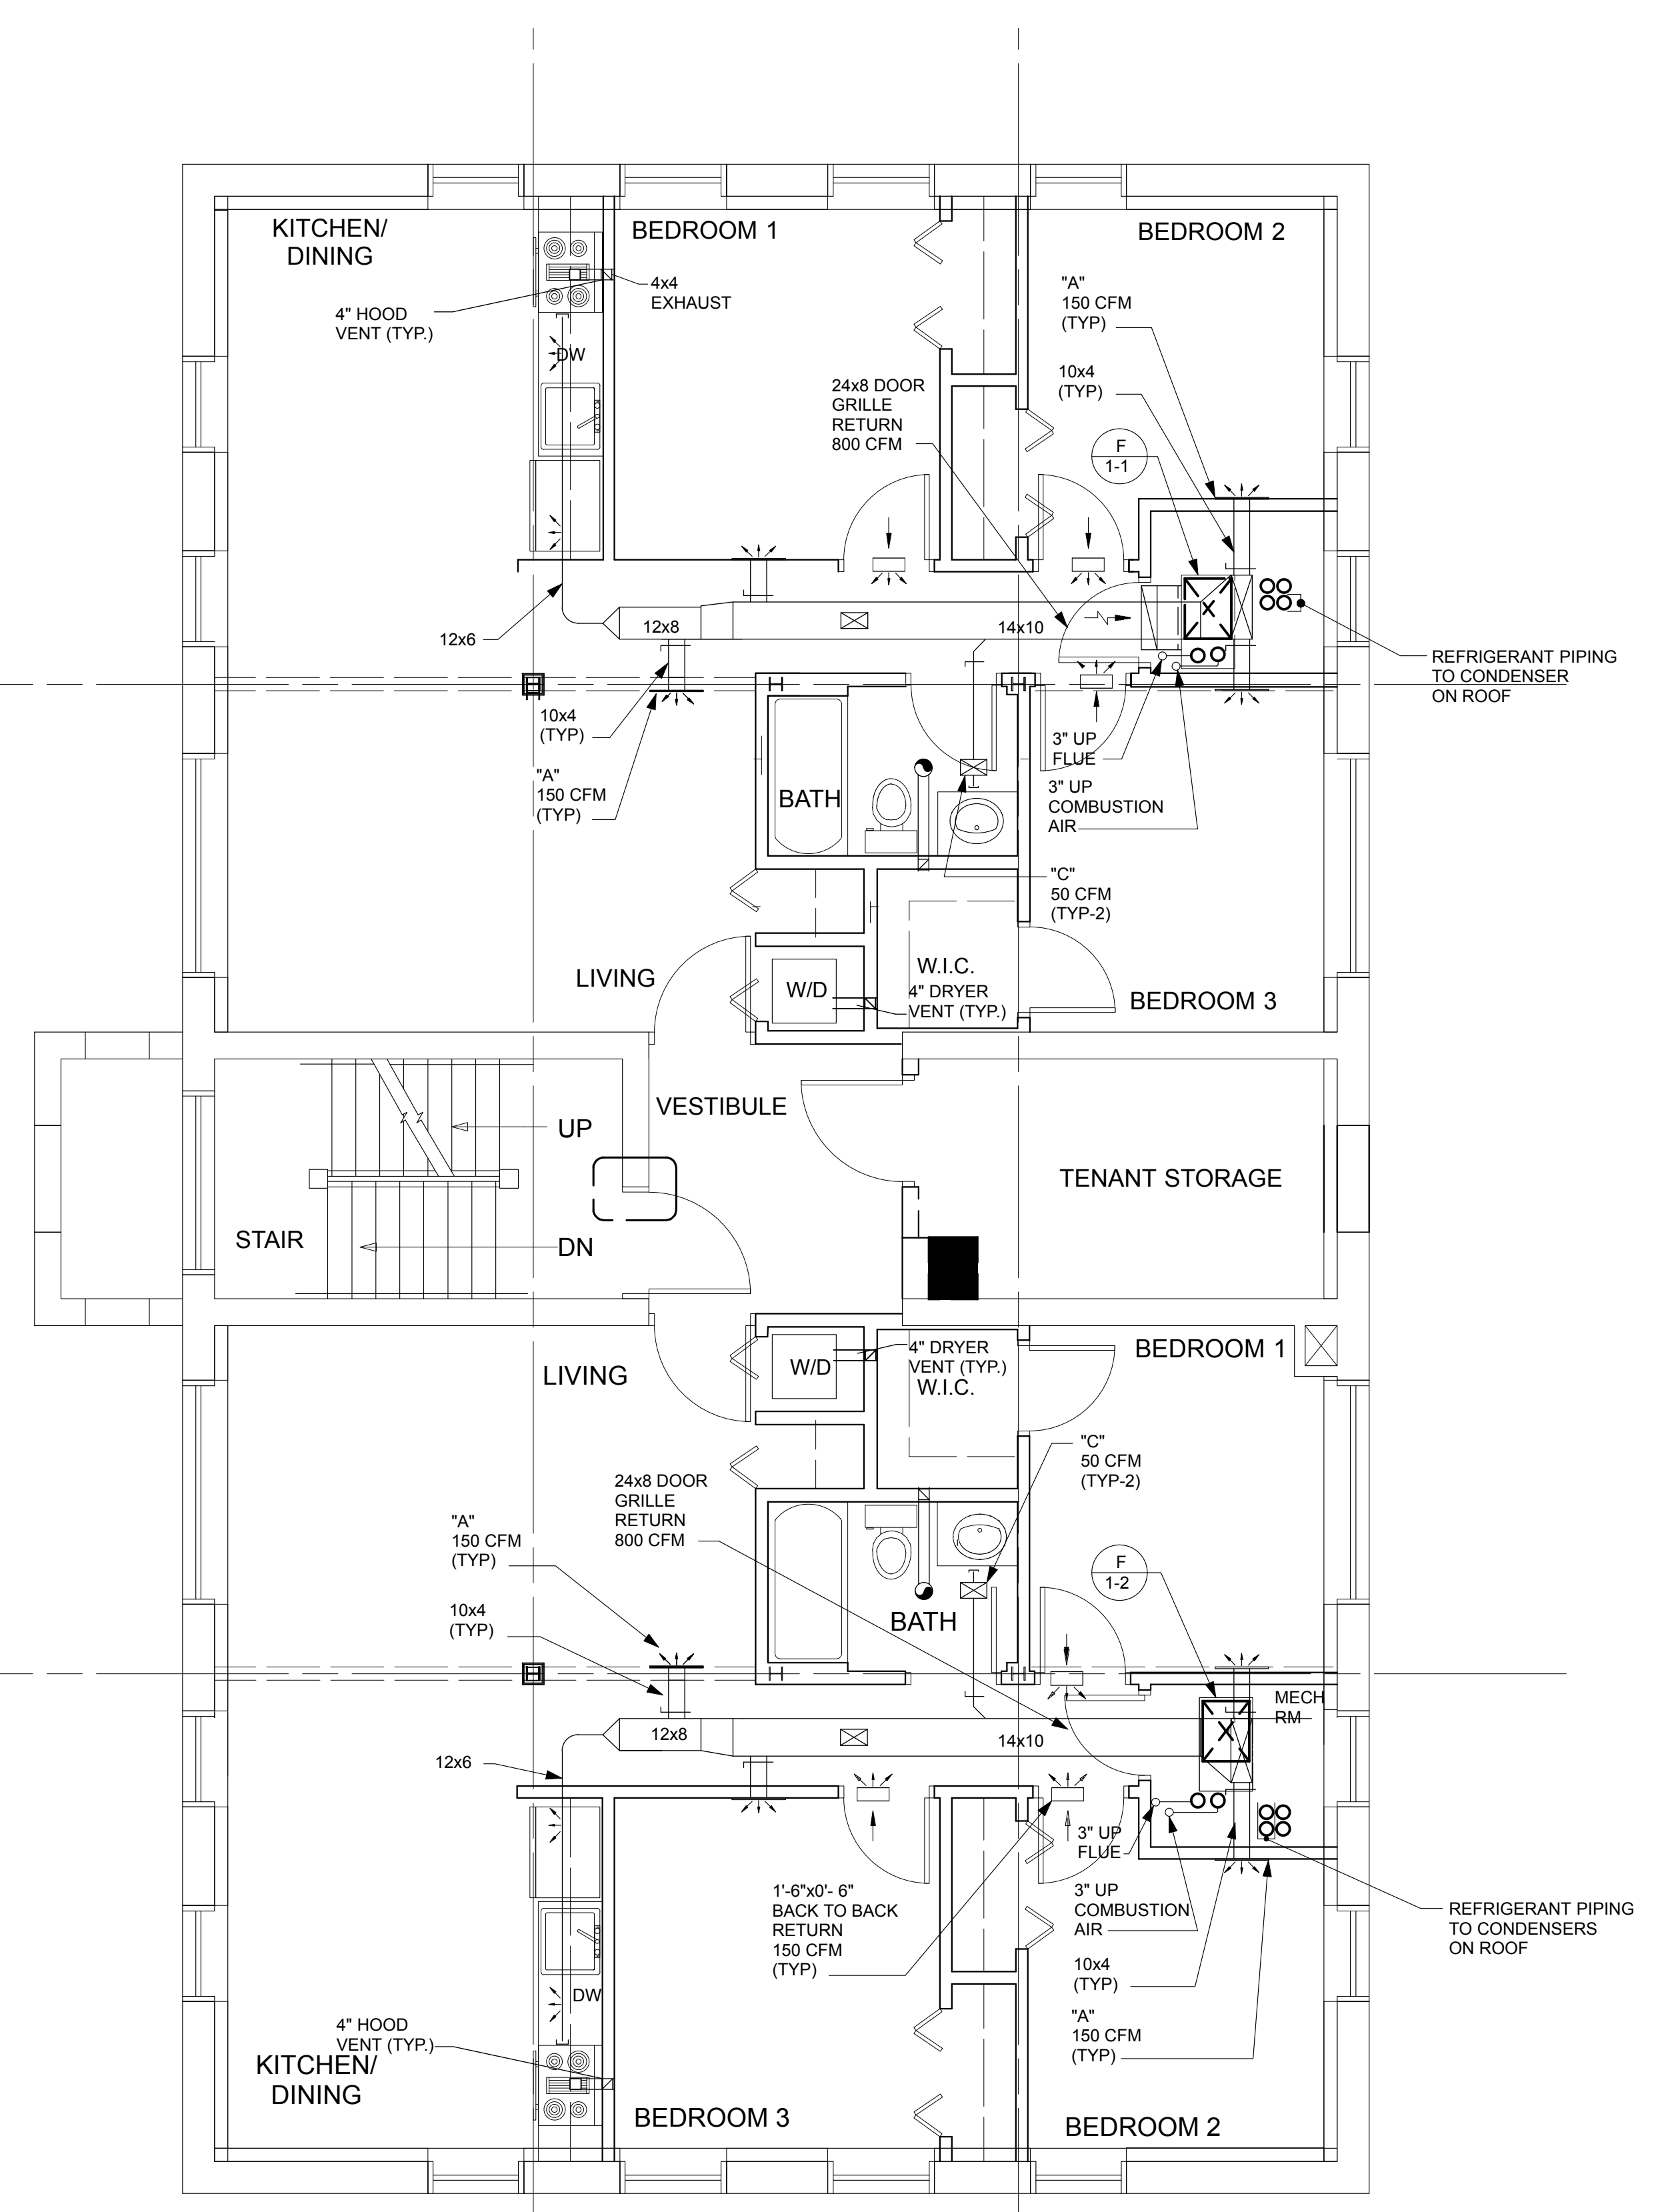 KITCHEN/
DINING
BEDROOM 1
BEDROOM 2
4" HOOD
VENT (TYP.)
4x4
EXHAUST
"A"
150 CFM
(TYP)
DW
24x8 DOOR
GRILLE
RETURN
800 CFM
10x4
(TYP)
F
1-1
12x6
12x8
14x10
REFRIGERANT PIPING
TO CONDENSER
ON ROOF
10x4
(TYP)
"A"
150 CFM
(TYP)
BATH
3" UP
FLUE
3" UP
COMBUSTION
AIR
"C"
50 CFM
(TYP-2)
LIVING
W/D
W.I.C.
4" DRYER
VENT (TYP.)
BEDROOM 3
VESTIBULE
UP
TENANT STORAGE
STAIR
DN
LIVING
W/D
4" DRYER
VENT (TYP.)
W.I.C.
BEDROOM 1
"C"
50 CFM
(TYP-2)
24x8 DOOR
GRILLE
RETURN
800 CFM
"A"
150 CFM
(TYP)
10x4
(TYP)
BATH
F
1-2
MECH
RM
12x8
14x10
12x6
3" UP
FLUE
1'-6"x0'- 6"
BACK TO BACK
RETURN
150 CFM
(TYP)
3" UP
COMBUSTION
AIR
REFRIGERANT PIPING
TO CONDENSERS
ON ROOF
10x4
(TYP)
DW
"A"
150 CFM
(TYP)
4" HOOD
VENT (TYP.)
KITCHEN/
DINING
BEDROOM 3
BEDROOM 2